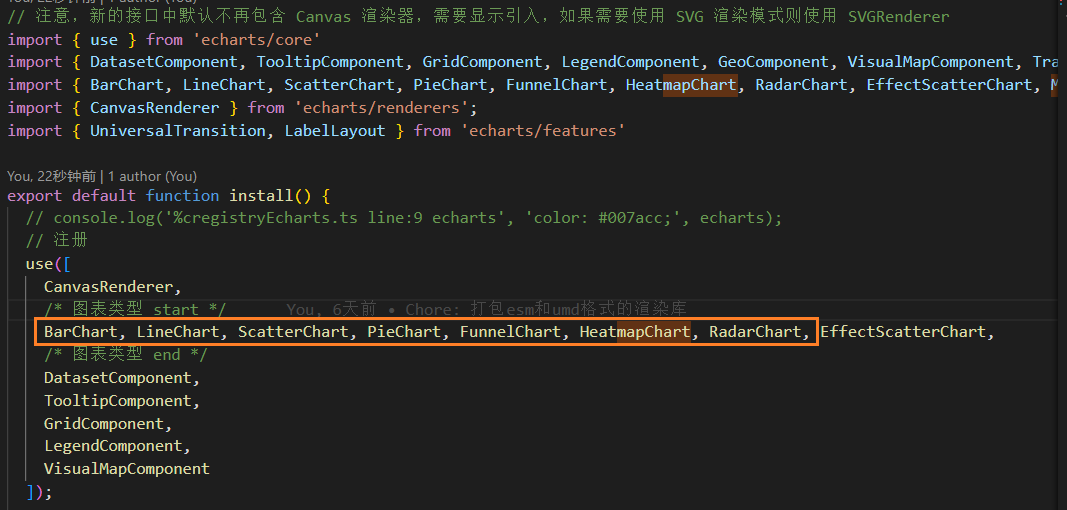 // 注意，新的接口中默认不再包含 Canvas 渲染器，需要显示引入，如果需要使用 SVG 渲染模式则使用 SVGRenderer
import { use } from 'echarts/core'
import { DatasetComponent, TooltipComponent, GridComponent, LegendComponent, GeoComponent, VisualMapComponent, Tra
import { BarChart, LineChart, ScatterChart, PieChart, FunnelChart, HeatmapChart, RadarChart, EffectScatterChart, M
import { CanvasRenderer } from 'echarts/renderers';
import { UniversalTransition, LabelLayout } from 'echarts/features'
You, 22秒钟前 | 1 author (You)
export default function install() {
// console.log('%cregistryEcharts.ts line:9 echarts', 'color: #007acc;', echarts);
// 注册
use([
CanvasRenderer,
/* 图表类型 start */ You, 6天前 • Chore: 打包esm和umd格式的渲染库
BarChart, LineChart, ScatterChart, PieChart, FunnelChart, HeatmapChart, RadarChart, EffectScatterChart,
/* 图表类型 end */
DatasetComponent,
TooltipComponent,
GridComponent,
LegendComponent,
VisualMapComponent
]);